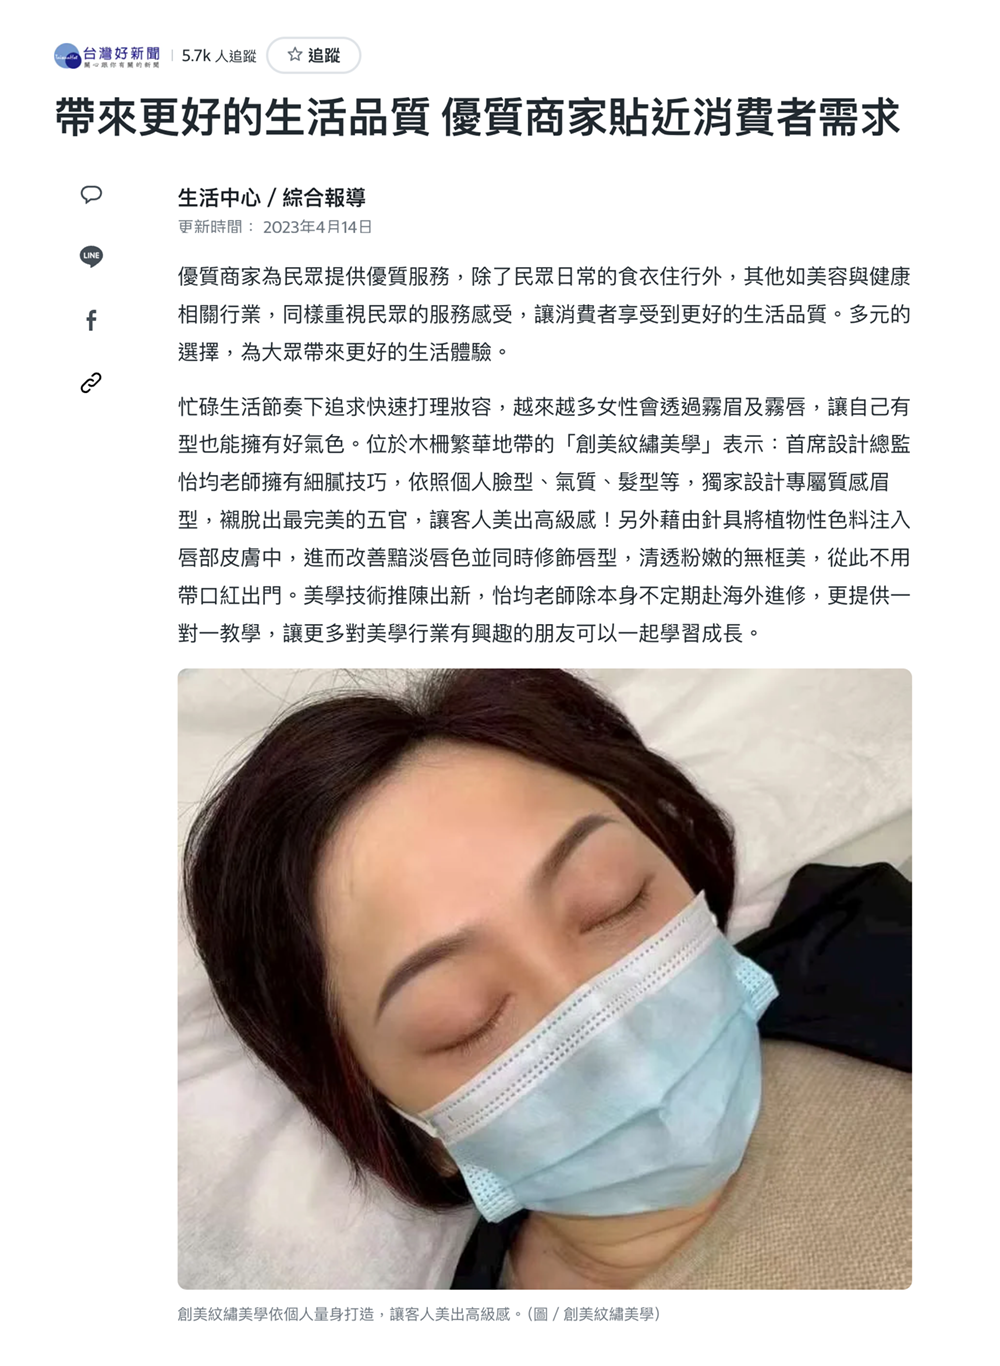 台灣好新聞
5.7k 人追蹤
追蹤
帶來更好的生活品質 優質商家貼近消費者需求
生活中心 / 綜合報導
更新時間： 2023年4月14日
LINE
優質商家為民眾提供優質服務，除了民眾日常的食衣住行外，其他如美容與健康
相關行業，同樣重視民眾的服務感受，讓消費者享受到更好的生活品質。多元的
選擇，為大眾帶來更好的生活體驗。
忙碌生活節奏下追求快速打理妝容，越來越多女性會透過霧眉及霧唇，讓自己有
型也能擁有好氣色。位於木柵繁華地帶的「創美紋繡美學」表示：首席設計總監
怡均老師擁有細膩技巧，依照個人臉型、氣質、髮型等，獨家設計專屬質感眉
型，襯脫出最完美的五官，讓客人美出高級感！另外藉由針具將植物性色料注入
唇部皮膚中，進而改善黯淡唇色並同時修飾唇型，清透粉嫩的無框美，從此不用
帶口紅出門。美學技術推陳出新，怡均老師除本身不定期赴海外進修，更提供一
對一教學，讓更多對美學行業有興趣的朋友可以一起學習成長。
創美紋繡美學依個人量身打造，讓客人美出高級感。（圖 / 創美紋繡美學）